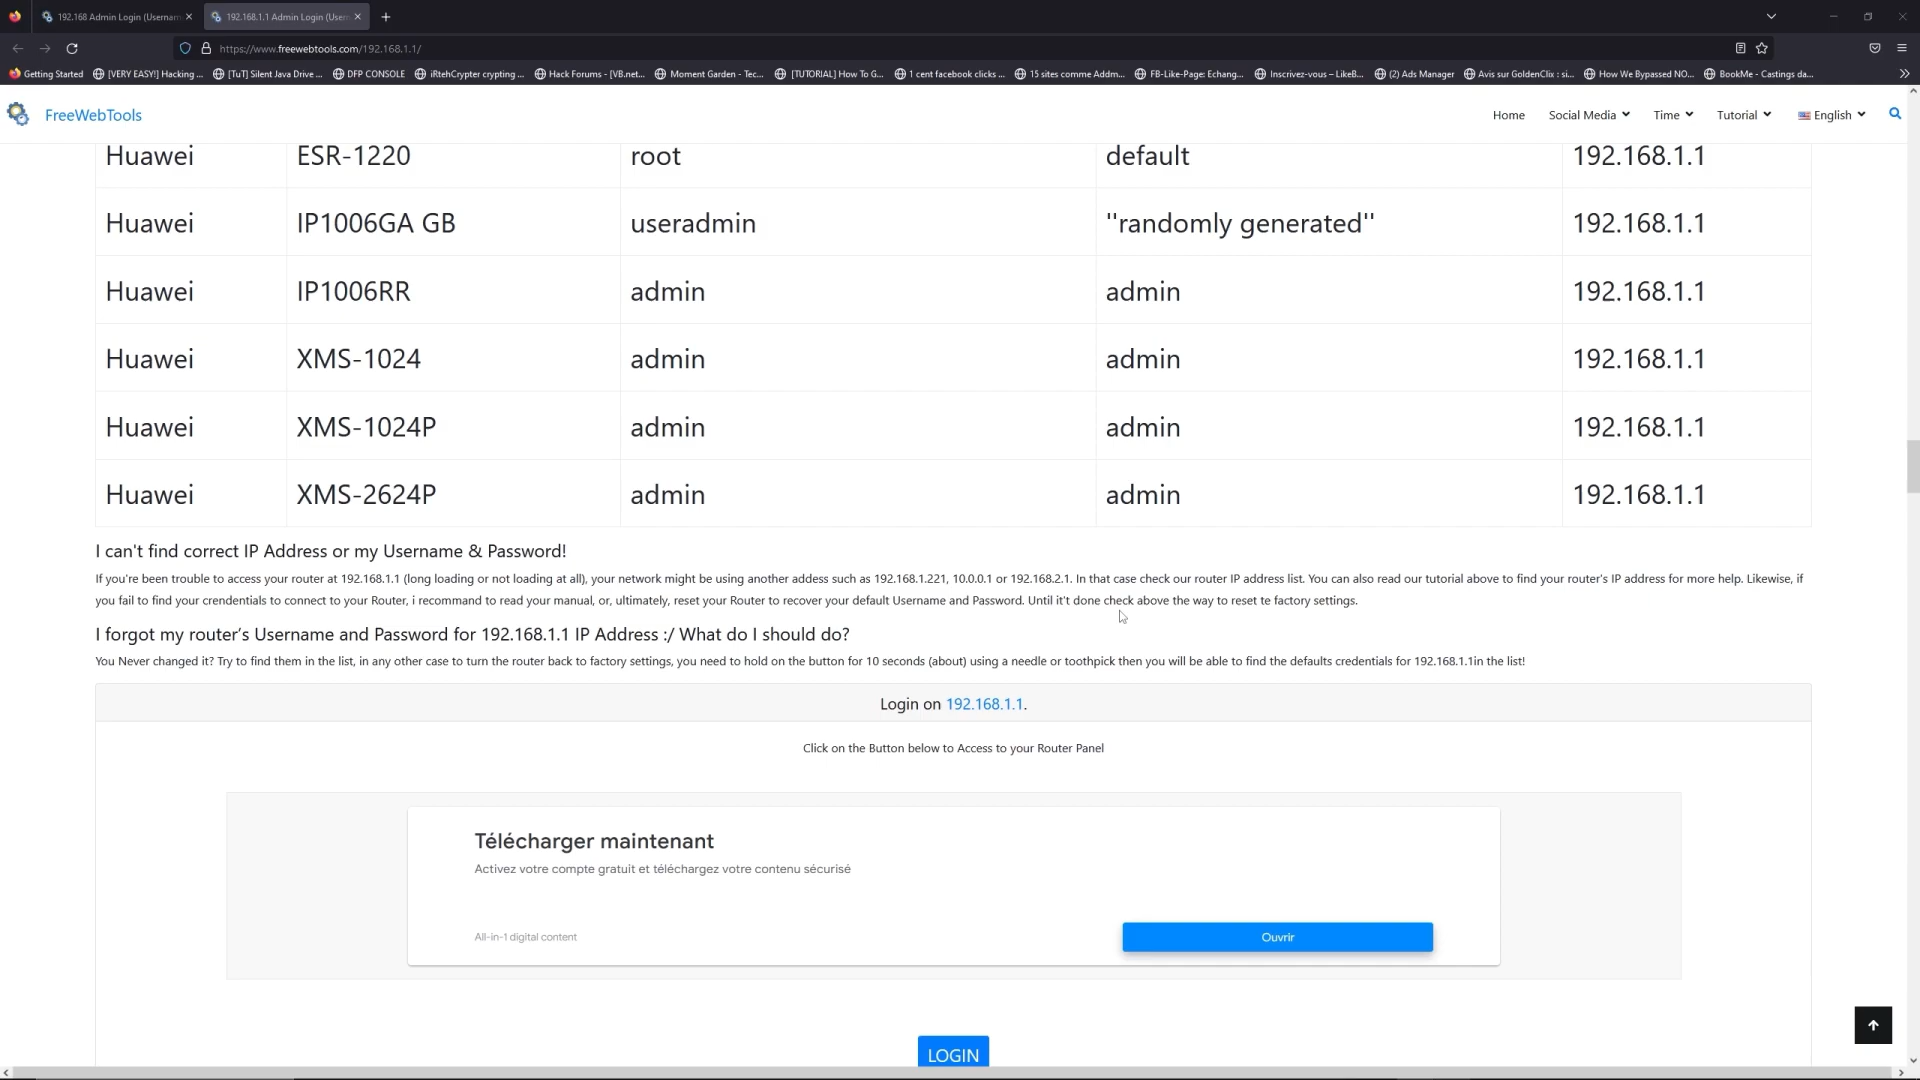 192.168 Admin Login (Usernam
192.168.1.1 Admin Login (User
https://www.freewebtools.com/192.168.1.1/
Getting Started
[VERY EASY!] Hacking ...
[TuT] Silent Java Drive ...
DFP CONSOLE
iRtehCrypter crypting ...
Hack Forums - [VB.net...
Moment Garden - Tec...
[TUTORIAL] How To G...
1 cent facebook clicks ...
15 sites comme Addm...
FB-Like-Page: Echang...
Inscrivez-vous – LikeB...
(2) Ads Manager
Avis sur GoldenClix : si...
How We Bypassed NO...
BookMe - Castings da...
FreeWebTools
Home
Social Media
Time
Tutorial
English
Huawei ESR-1220 root default 192.168.1.1
Huawei IP1006GA GB useradmin ''randomly generated'' 192.168.1.1
Huawei IP1006RR admin admin 192.168.1.1
Huawei XMS-1024 admin admin 192.168.1.1
Huawei XMS-1024P admin admin 192.168.1.1
Huawei XMS-2624P admin admin 192.168.1.1
I can't find correct IP Address or my Username & Password!
If you're been trouble to access your router at 192.168.1.1 (long loading or not loading at all), your network might be using another addess such as 192.168.1.221, 10.0.0.1 or 192.168.2.1. In that case check our router IP address list. You can also read our tutorial above to find your router's IP address for more help. Likewise, if
you fail to find your crendentials to connect to your Router, i recommand to read your manual, or, ultimately, reset your Router to recover your default Username and Password. Until it't done check above the way to reset te factory settings.
I forgot my router’s Username and Password for 192.168.1.1 IP Address :/ What do I should do?
You Never changed it? Try to find them in the list, in any other case to turn the router back to factory settings, you need to hold on the button for 10 seconds (about) using a needle or toothpick then you will be able to find the defaults credentials for 192.168.1.1in the list!
Login on 192.168.1.1.
Click on the Button below to Access to your Router Panel
Télécharger maintenant
Activez votre compte gratuit et téléchargez votre contenu sécurisé
All-in-1 digital content
Ouvrir
LOGIN